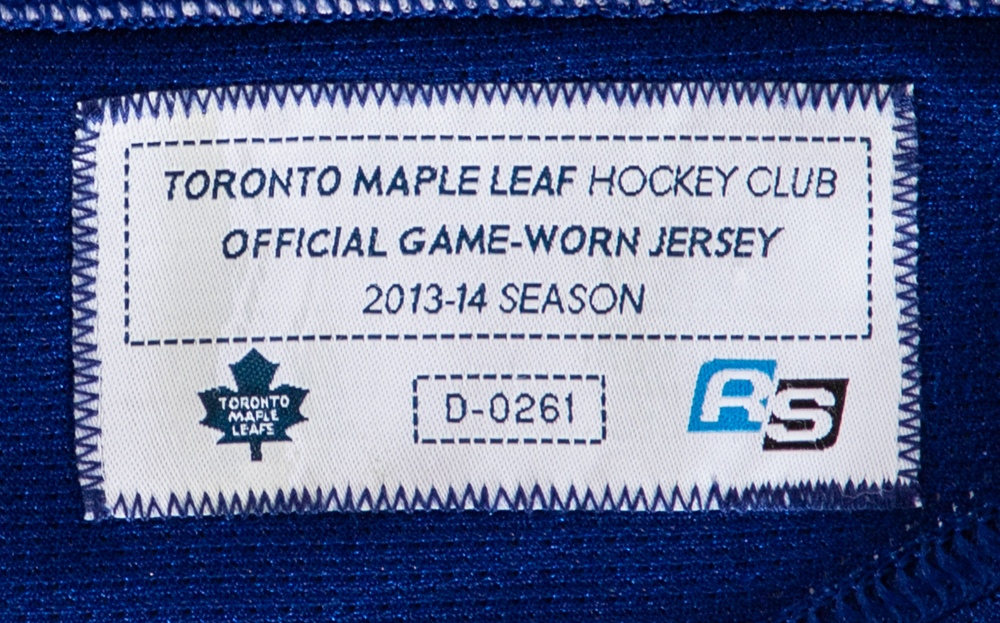 TORONTO MAPLE LEAF HOCKEY CLUB
OFFICIAL GAME-WORN JERSEY
2013-14 SEASON
TORONTO
MAPLE
LEAFS
D-0261
RS